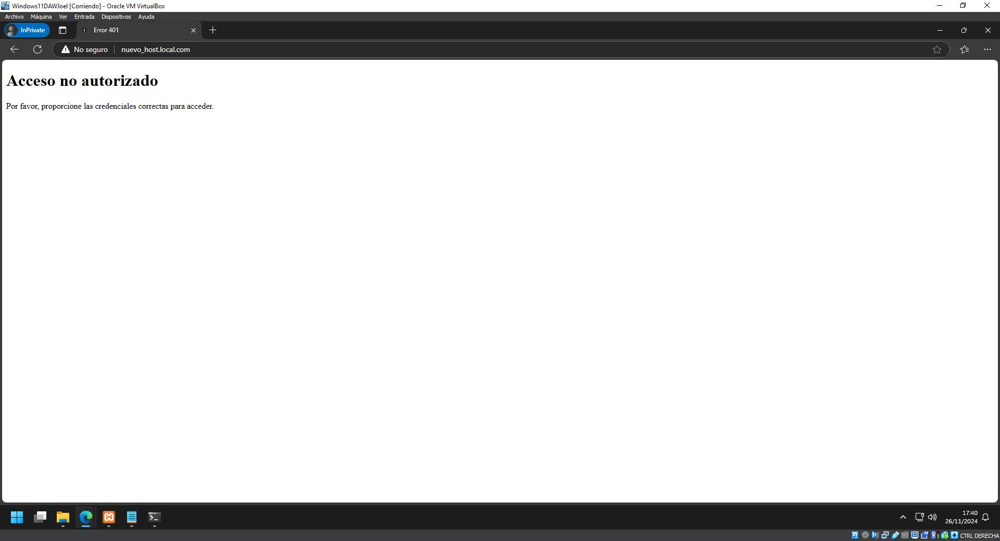 Windows11DAWJoel [Corriendo] - Oracle VM VirtualBox
Archivo Máquina Ver Entrada Dispositivos Ayuda
InPrivate Error 401
No seguro nuevo_host.local.com
Acceso no autorizado
Por favor, proporcione las credenciales correctas para acceder.
17:40
26/11/2024
CTRL DERECHA